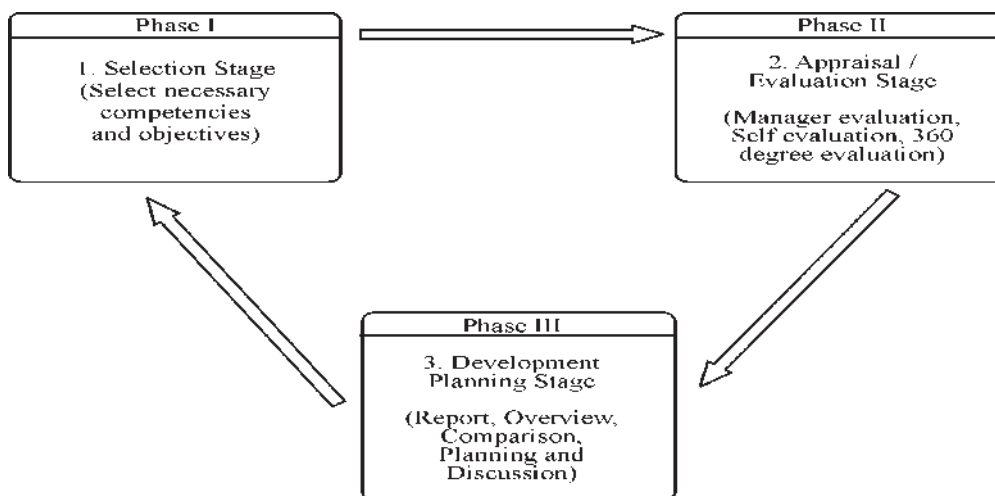 Phase I
1. Selection Stage
(Select necessary
competencies
and objectives)
Phase II
2. Appraisal /
Evaluation Stage
(Manager evaluation,
Self evaluation, 360
degree evaluation)
Phase III
3. Development
Planning Stage
(Report, Overview,
Comparison,
Planning and
Discussion)